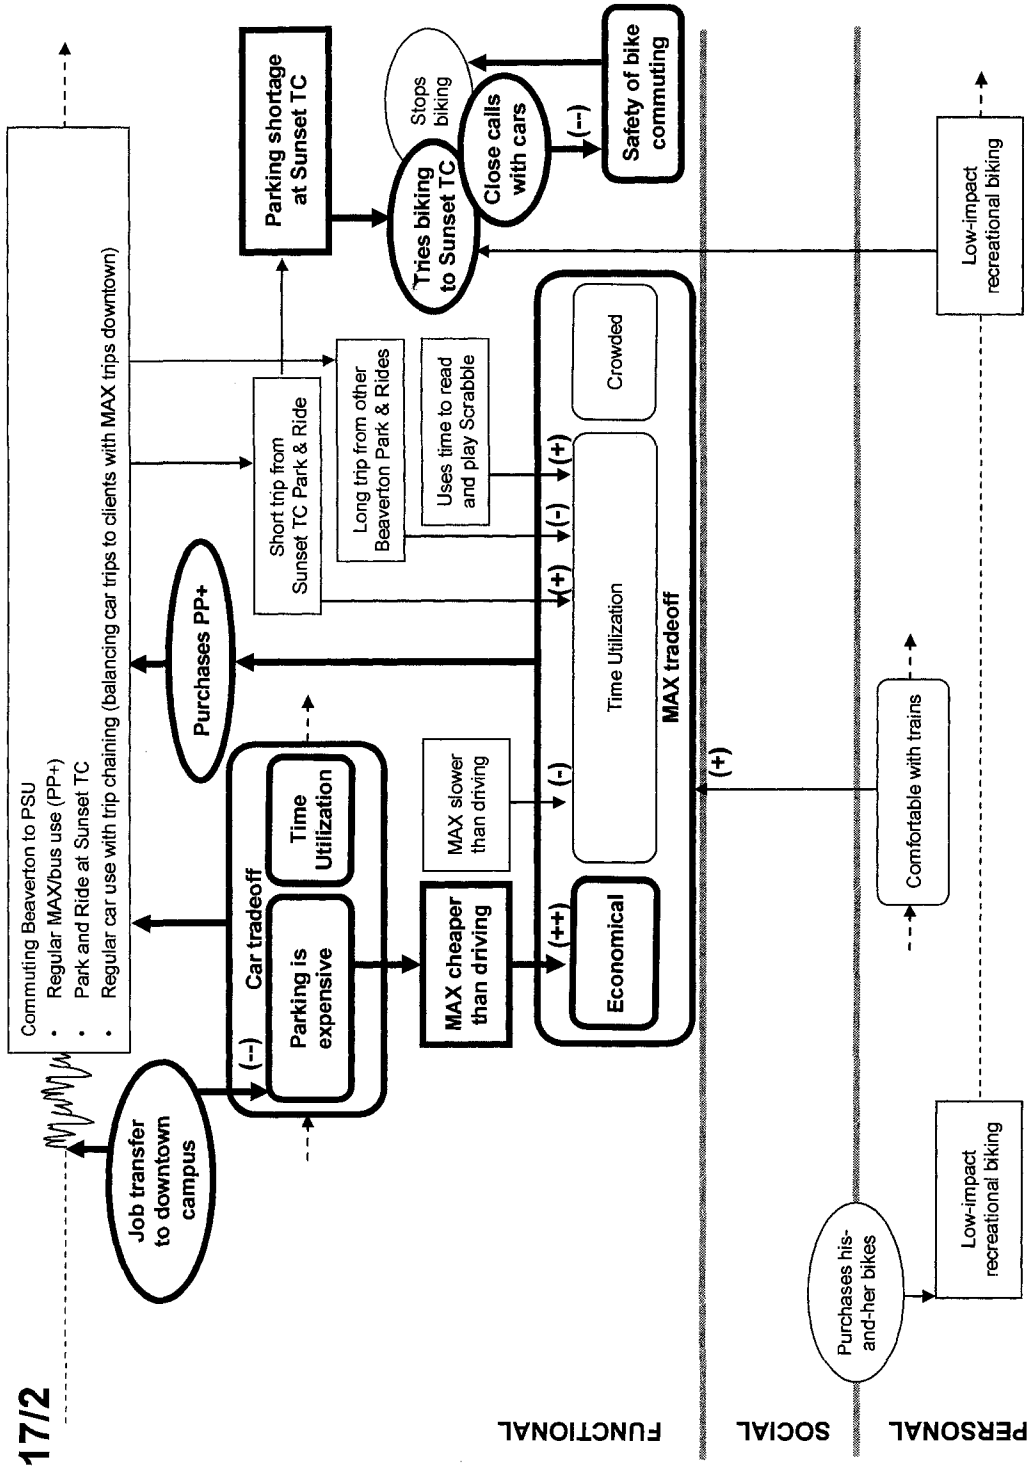 17/2
Commuting Beaverton to PSU
• Regular MAX/bus use (PP+)
• Park and Ride at Sunset TC
• Regular car use with trip chaining (balancing car trips to clients with MAX trips downtown)
Job transfer
to downtown
campus
(--)
Car tradeoff
Parking is
expensive
Time
Utilization
Purchases PP+
Short trip from
Sunset TC Park & Ride
Long trip from other
Beaverton Park & Rides
Uses time to read
and play Scrabble
Parking shortage
at Sunset TC
Tries biking
to Sunset TC
Stops
biking
Close calls
with cars
(--)
Safety of bike
commuting
MAX cheaper
than driving
MAX slower
than driving
(++)
(-)
(+)
(-)
(+)
Economical
Time Utilization
Crowded
MAX tradeoff
(+)
FUNCTIONAL
SOCIAL
PERSONAL
Purchases his-
and-her bikes
Comfortable with trains
Low-impact
recreational biking
Low-impact
recreational biking